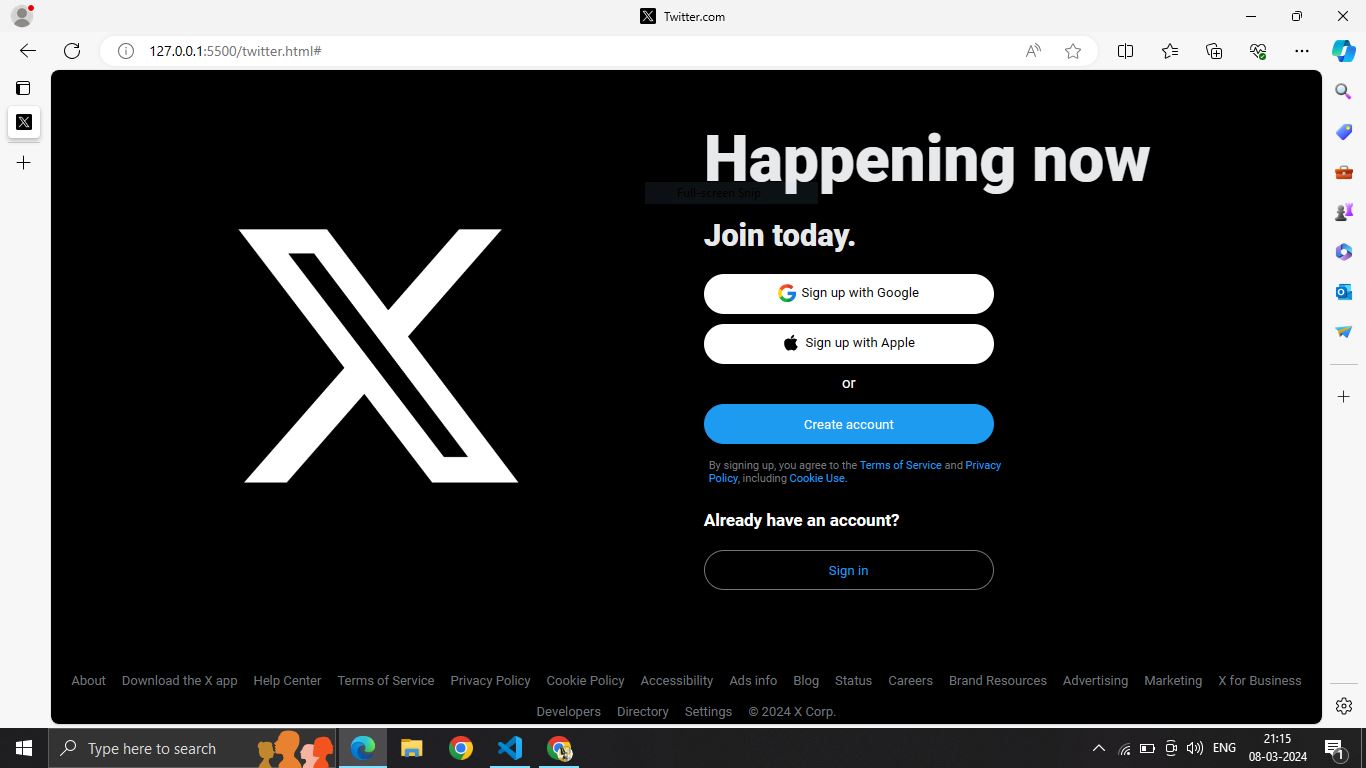 Twitter.com
127.0.0.1:5500/twitter.html#
Happening now
Full-screen Snip
Join today.
Sign up with Google
Sign up with Apple
or
Create account
By signing up, you agree to the Terms of Service and Privacy
Policy, including Cookie Use.
Already have an account?
Sign in
About Download the X app Help Center Terms of Service Privacy Policy Cookie Policy Accessibility Ads info Blog Status Careers Brand Resources Advertising Marketing X for Business
Developers Directory Settings © 2024 X Corp.
Type here to search
ENG
21:15
08-03-2024
1